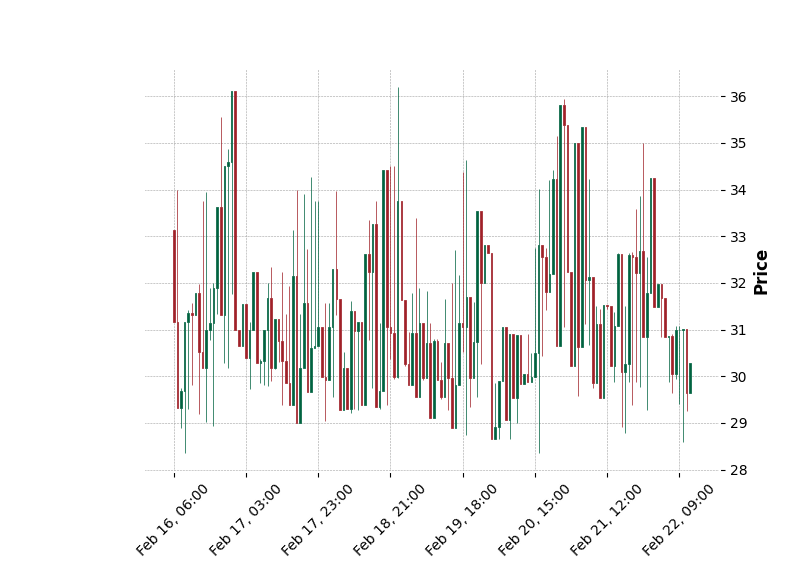 36
35
34
33
32
31
30
29
28
Price
Feb 16, 06:00
Feb 17, 03:00
Feb 17, 23:00
Feb 18, 21:00
Feb 19, 18:00
Feb 20, 15:00
Feb 21, 12:00
Feb 22, 09:00